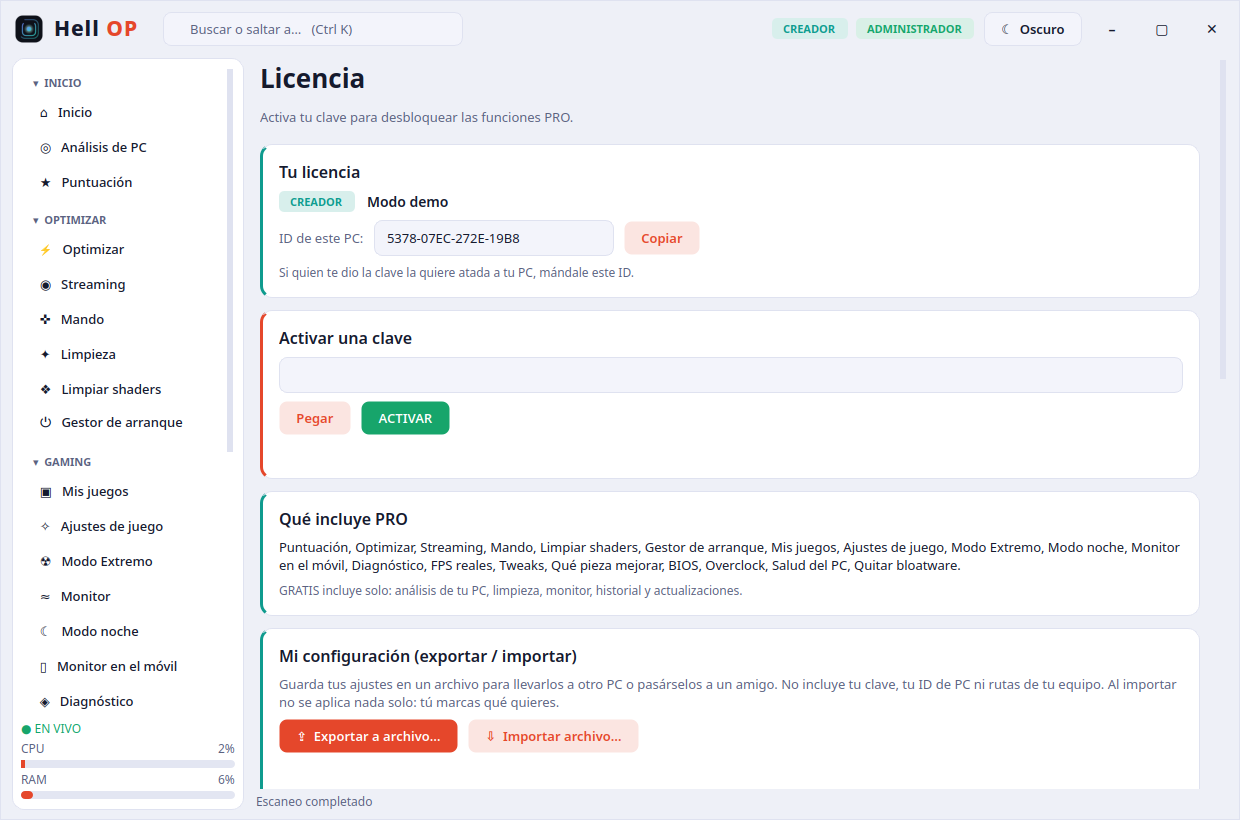 Hell OP
Buscar o saltar a... (Ctrl K)
CREADOR
ADMINISTRADOR
☾ Oscuro
▾ INICIO
⌂ Inicio
◎ Análisis de PC
★ Puntuación
▾ OPTIMIZAR
⚡ Optimizar
◉ Streaming
✜ Mando
✦ Limpieza
❖ Limpiar shaders
⏻ Gestor de arranque
▾ GAMING
▣ Mis juegos
✧ Ajustes de juego
☢ Modo Extremo
≈ Monitor
☾ Modo noche
▯ Monitor en el móvil
◈ Diagnóstico
● EN VIVO
CPU 2%
RAM 6%
Licencia
Activa tu clave para desbloquear las funciones PRO.
Tu licencia
CREADOR Modo demo
ID de este PC: 5378-07EC-272E-19B8 Copiar
Si quien te dio la clave la quiere atada a tu PC, mándale este ID.
Activar una clave
Pegar ACTIVAR
Qué incluye PRO
Puntuación, Optimizar, Streaming, Mando, Limpiar shaders, Gestor de arranque, Mis juegos, Ajustes de juego, Modo Extremo, Modo noche, Monitor
en el móvil, Diagnóstico, FPS reales, Tweaks, Qué pieza mejorar, BIOS, Overclock, Salud del PC, Quitar bloatware.
GRATIS incluye solo: análisis de tu PC, limpieza, monitor, historial y actualizaciones.
Mi configuración (exportar / importar)
Guarda tus ajustes en un archivo para llevarlos a otro PC o pasárselos a un amigo. No incluye tu clave, tu ID de PC ni rutas de tu equipo. Al importar
no se aplica nada solo: tú marcas qué quieres.
⇧ Exportar a archivo... ⇩ Importar archivo...
Escaneo completado